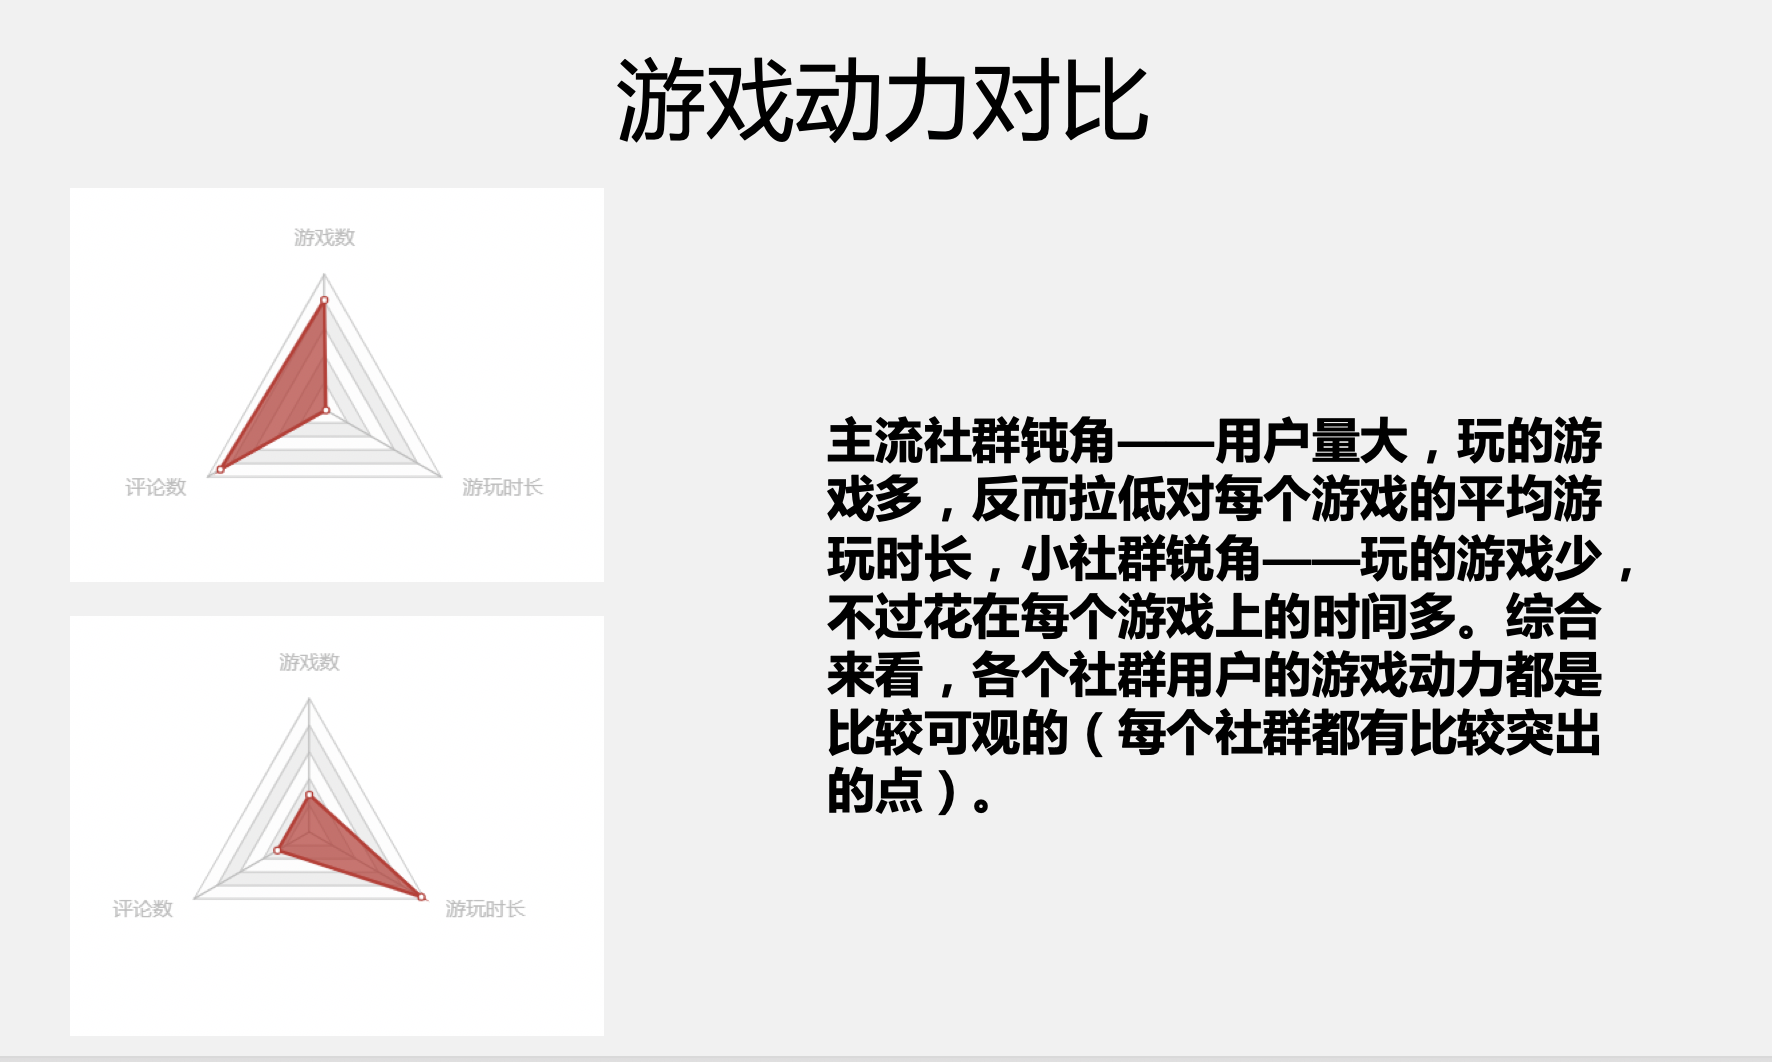 游戏动力对比
游戏数
评论数
游玩时长
游戏数
评论数
游玩时长
主流社群钝角——用户量大，玩的游
戏多，反而拉低对每个游戏的平均游
玩时长，小社群锐角——玩的游戏少，
不过花在每个游戏上的时间多。综合
来看，各个社群用户的游戏动力都是
比较可观的（每个社群都有比较突出
的点）。